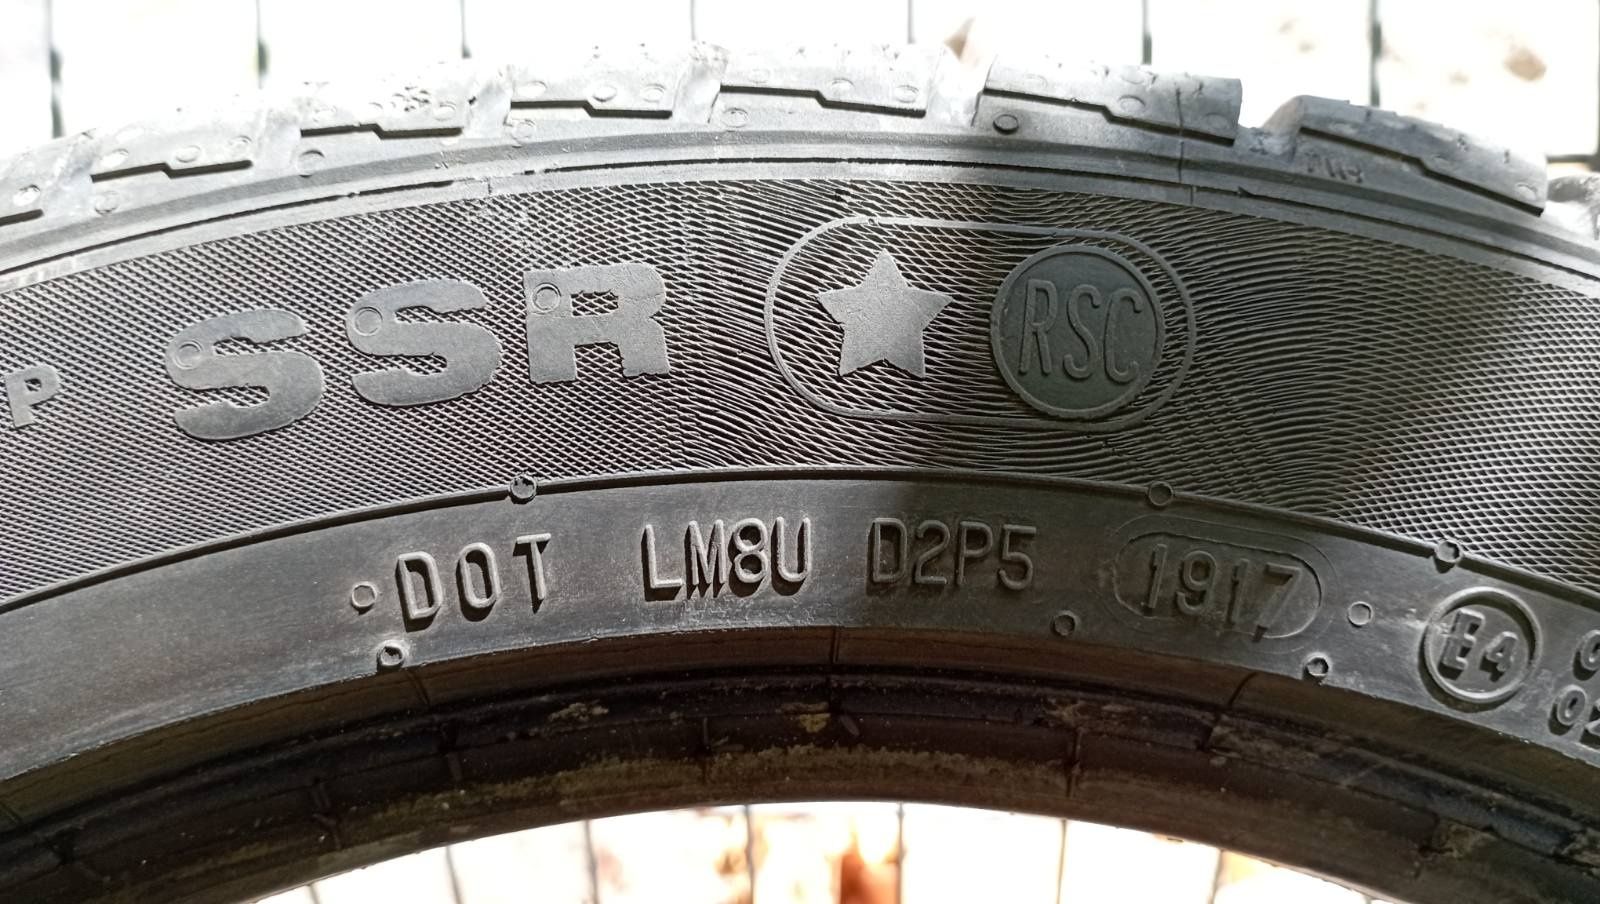 P SSR ★ RSC
DOT LM8U D2P5 1917 E4